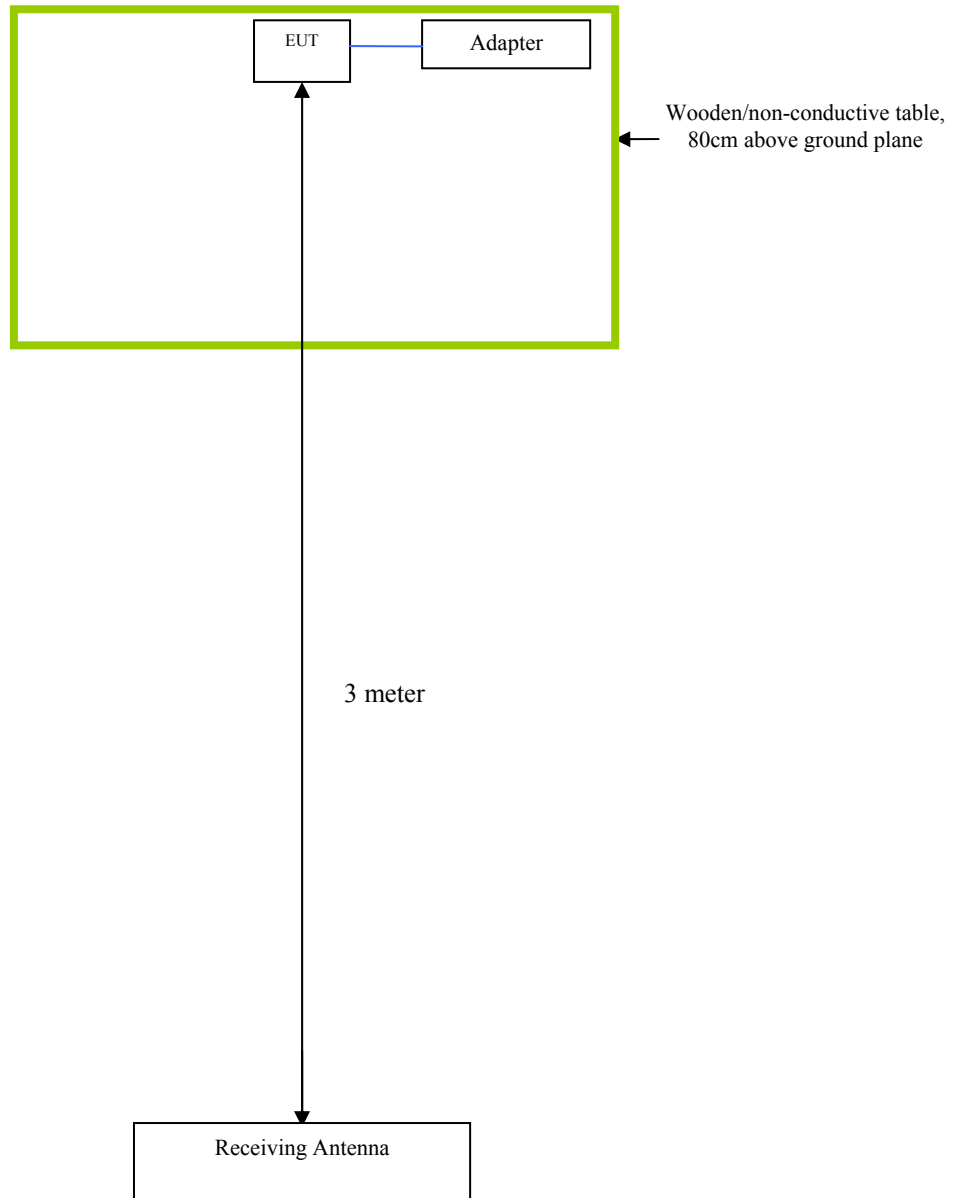 EUT
Adapter
Wooden/non-conductive table,
80cm above ground plane
3 meter
Receiving Antenna